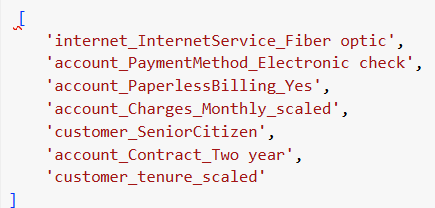 [
'internet_InternetService_Fiber optic',
'account_PaymentMethod_Electronic check',
'account_PaperlessBilling_Yes',
'account_Charges_Monthly_scaled',
'customer_SeniorCitizen',
'account_Contract_Two year',
'customer_tenure_scaled'
]